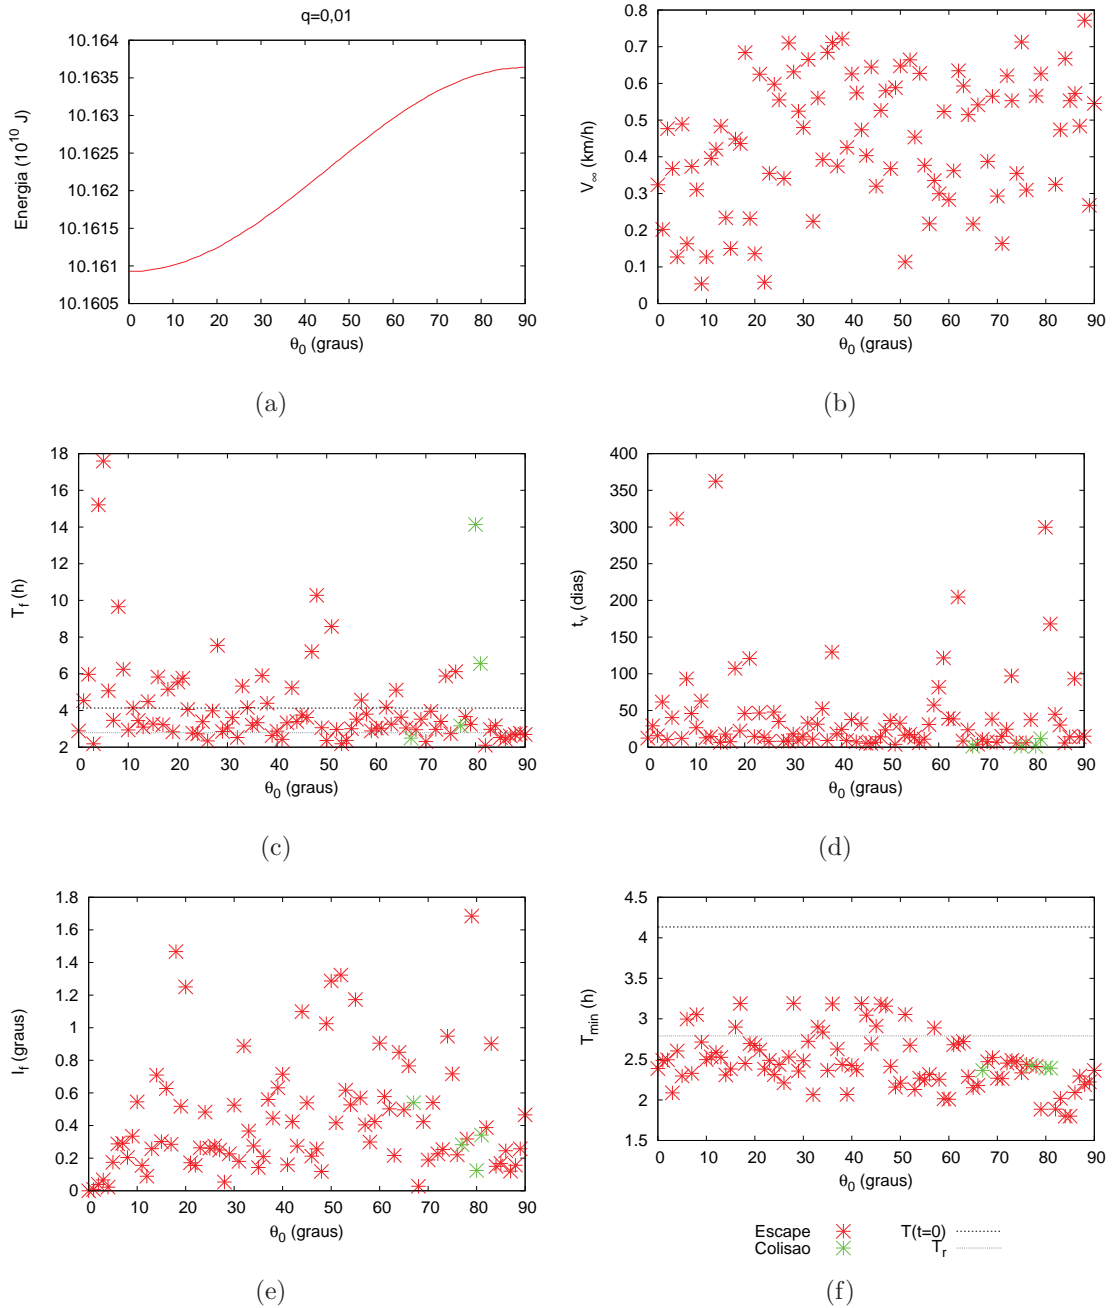 q=0,01
10.164
10.1635
10.163
10.1625
10.162
10.1615
10.161
10.1605
Energia (10^10 J)
0 10 20 30 40 50 60 70 80 90
θ₀ (graus)
(a)
0.8
0.7
0.6
0.5
0.4
0.3
0.2
0.1
0
V∞ (km/h)
0 10 20 30 40 50 60 70 80 90
θ₀ (graus)
(b)
18
16
14
12
10
8
6
4
2
T_f (h)
0 10 20 30 40 50 60 70 80 90
θ₀ (graus)
(c)
400
350
300
250
200
150
100
50
0
t_v (dias)
0 10 20 30 40 50 60 70 80 90
θ₀ (graus)
(d)
1.8
1.6
1.4
1.2
1
0.8
0.6
0.4
0.2
0
I_f (graus)
0 10 20 30 40 50 60 70 80 90
θ₀ (graus)
(e)
4.5
4
3.5
3
2.5
2
1.5
T_min (h)
0 10 20 30 40 50 60 70 80 90
θ₀ (graus)
Escape T(t=0)
Colisao T_r
(f)